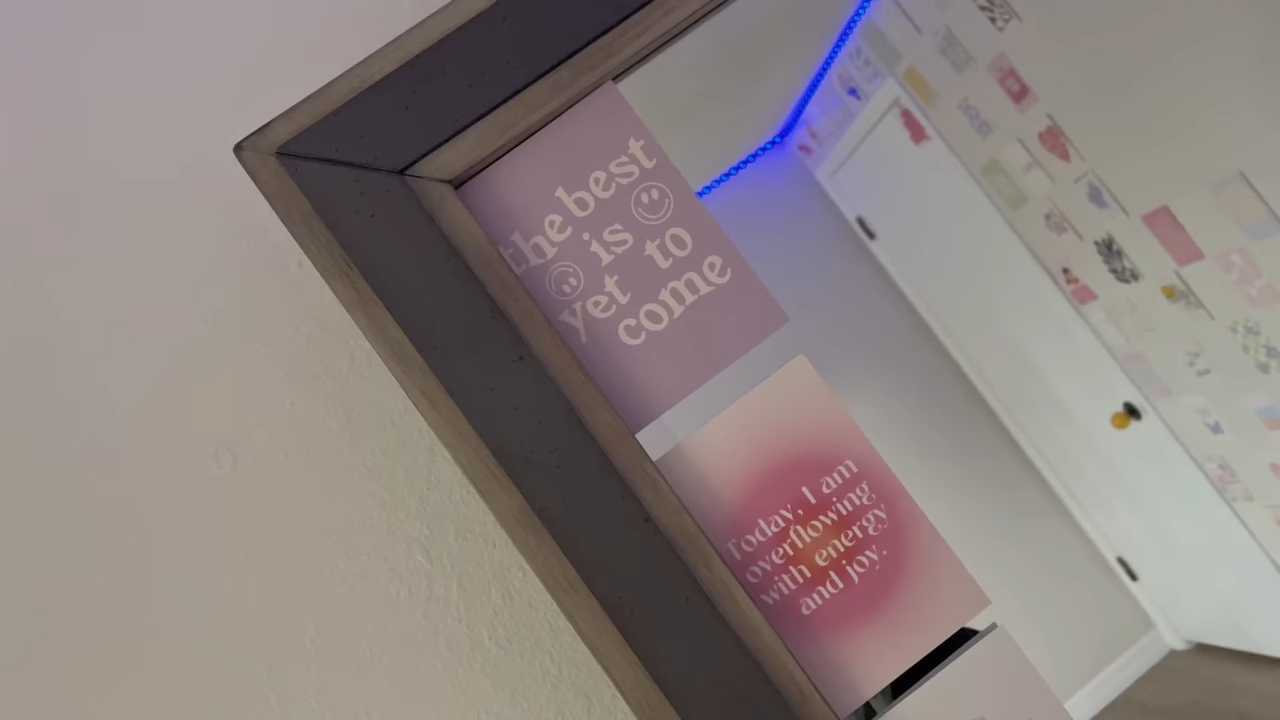 the best
is
yet to
come
Today, I am
overflowing
with energy
and joy.